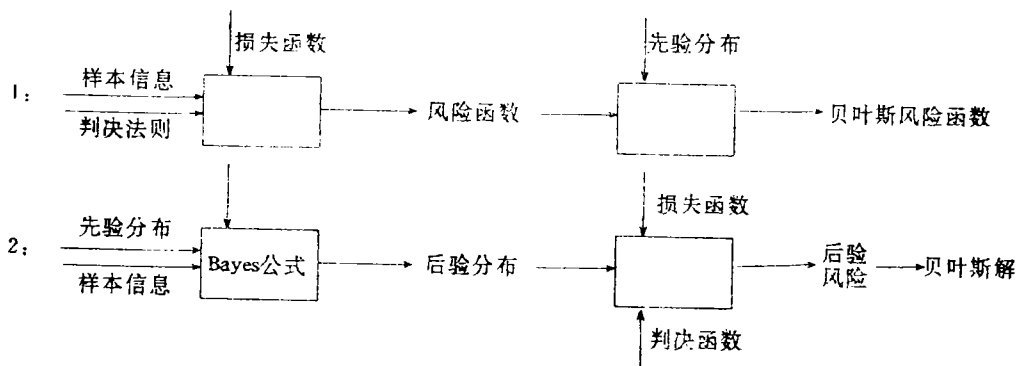 损失函数
先验分布
1:
样本信息
判决法则
风险函数
贝叶斯风险函数
2:
先验分布
样本信息
Bayes公式
后验分布
损失函数
判决函数
后验
风险
贝叶斯解